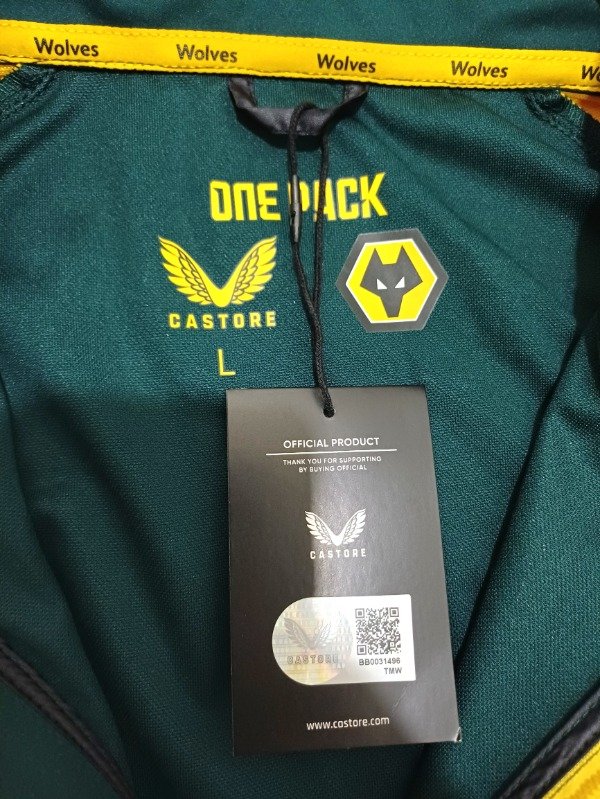 Wolves Wolves Wolves Wolves
ONE PACK
CASTORE
L
OFFICIAL PRODUCT
THANK YOU FOR SUPPORTING
BY BUYING OFFICIAL
CASTORE
CASTORE
BB0031496
TMW
www.castore.com